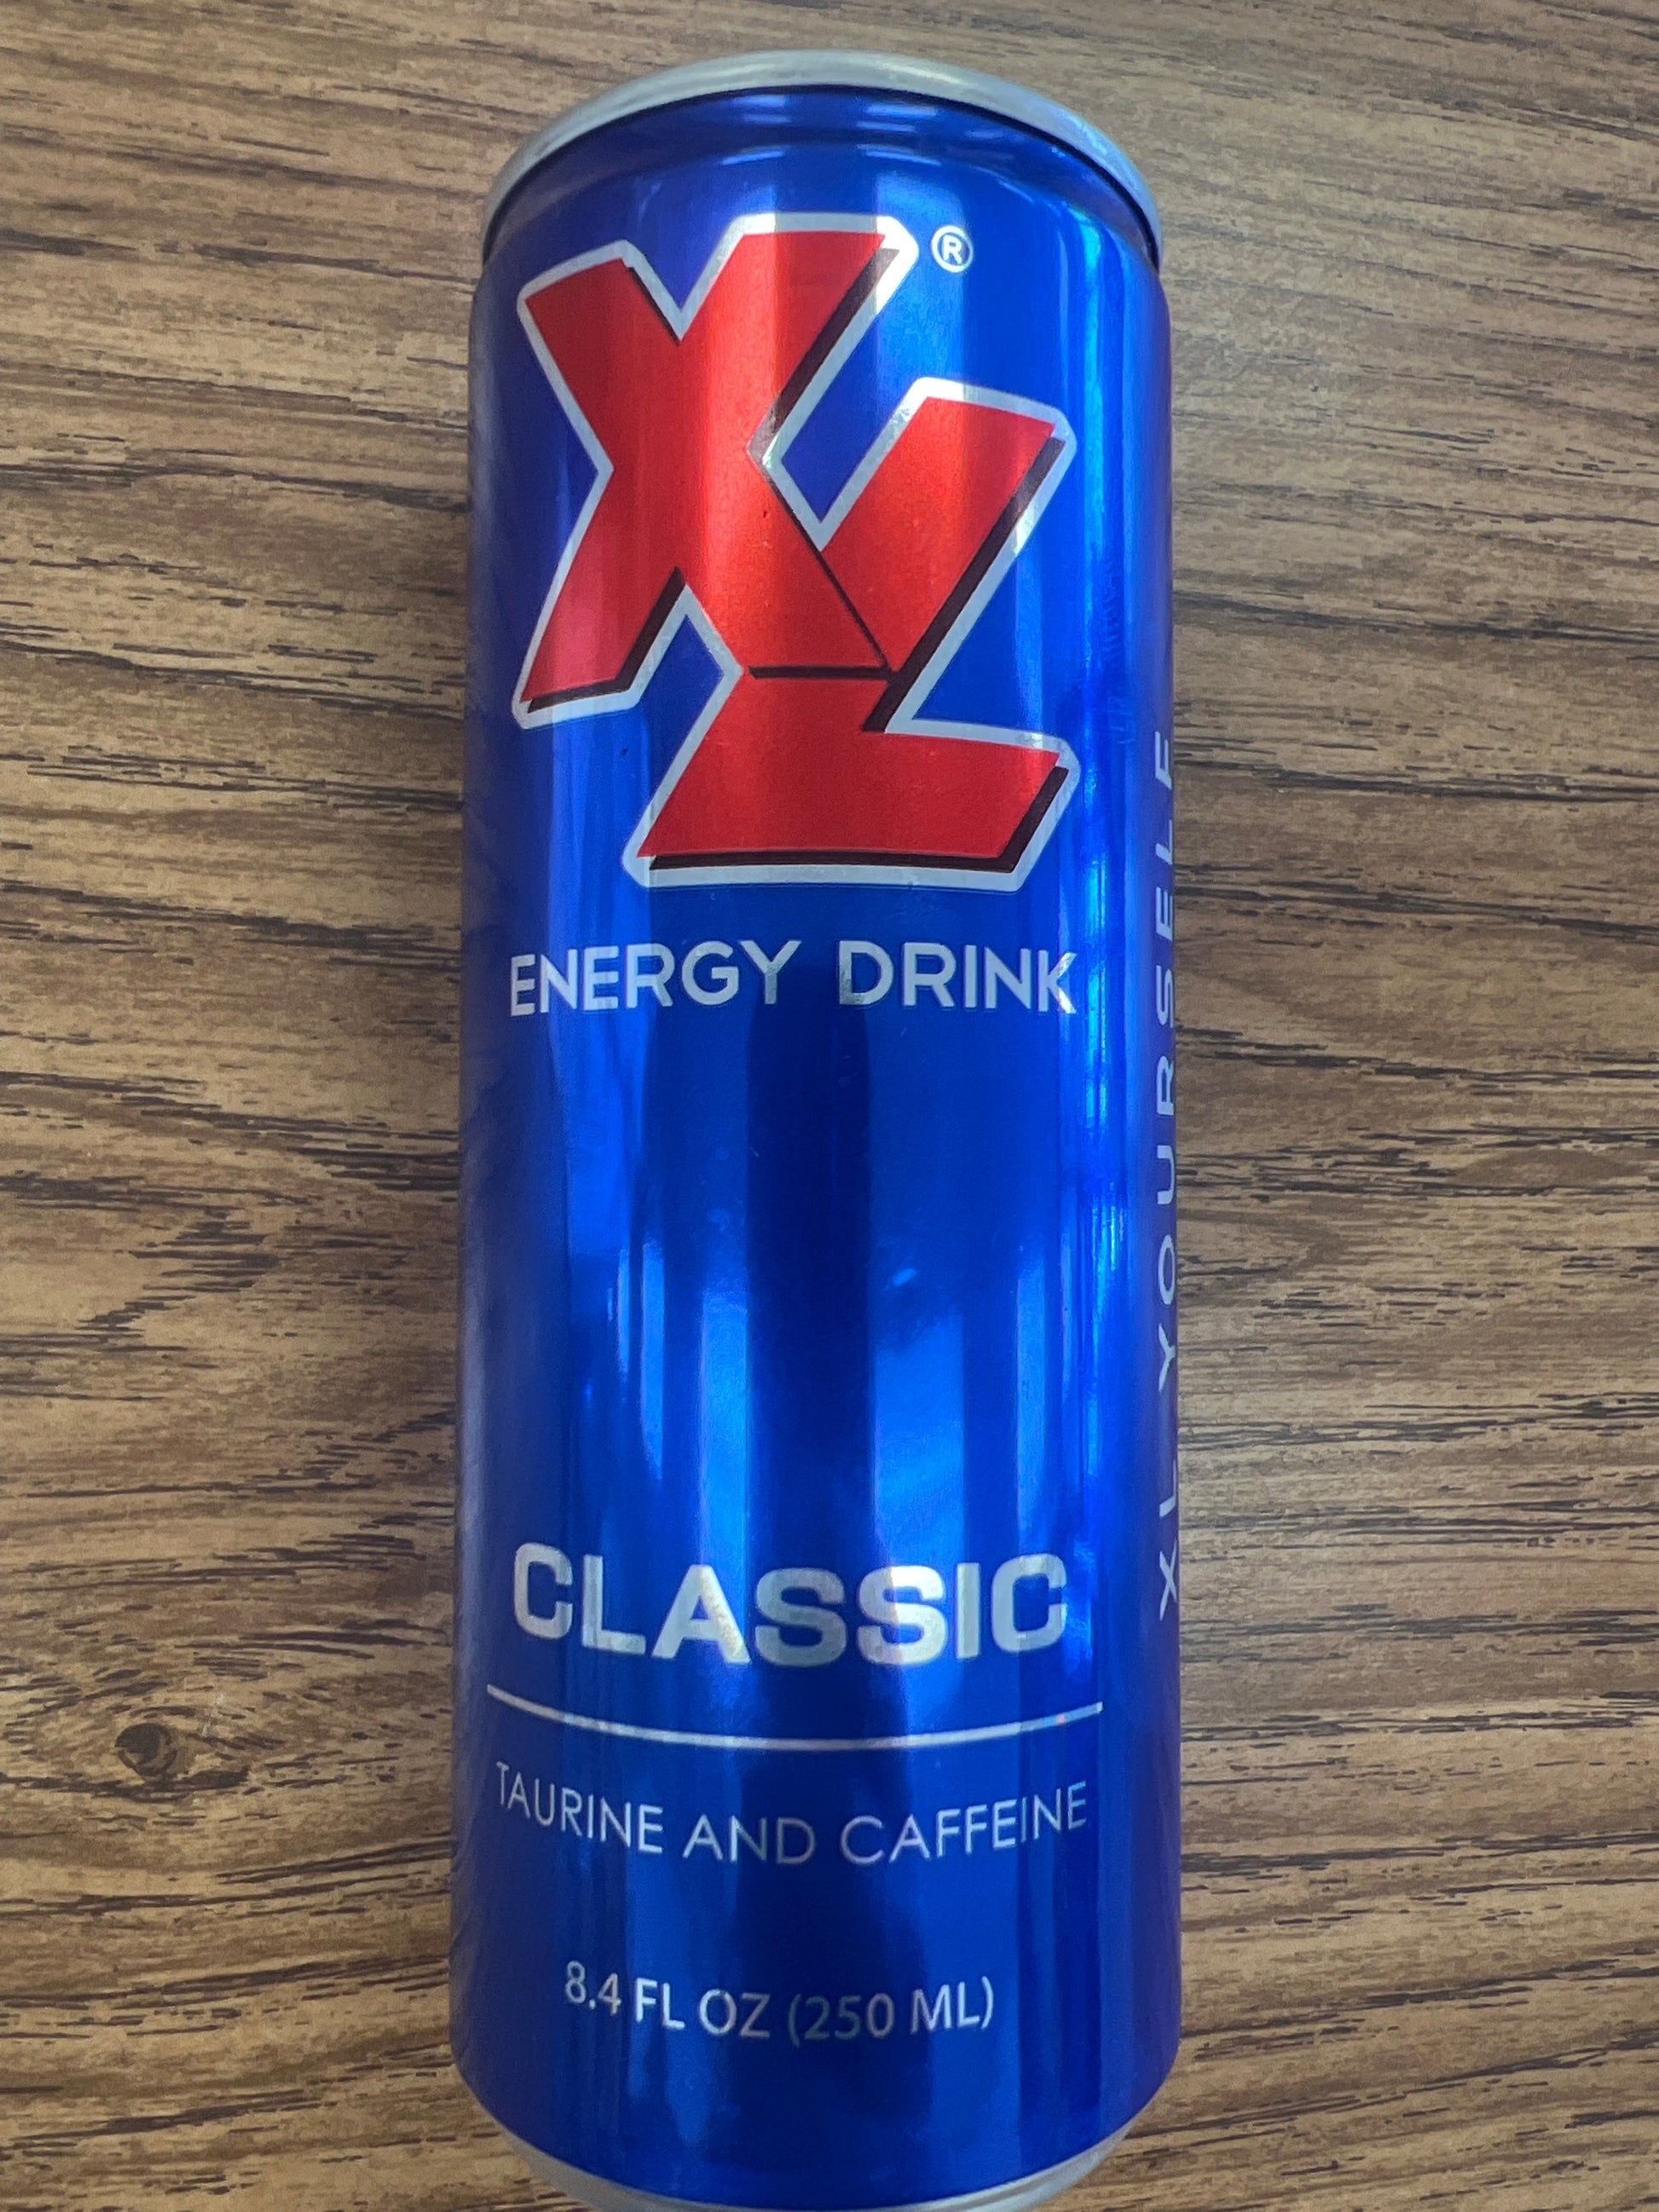 XL®
ENERGY DRINK
CLASSIC
TAURINE AND CAFFEINE
8.4 FL OZ (250 ML)
XL YOURSELF